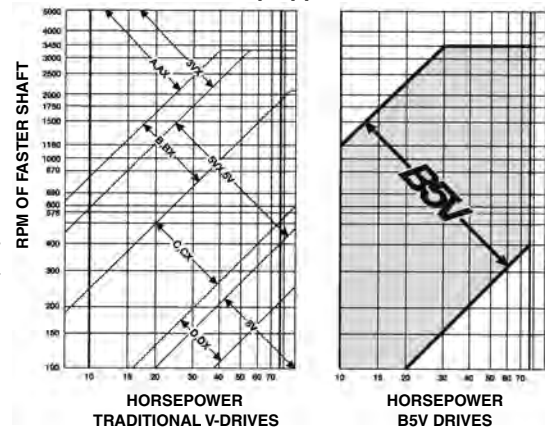 RPM OF FASTER SHAFT
5000
4000
3450
3000
2500
2000
1750
1500
1160
1000
870
690
600
575
400
300
200
150
100
A,AX
3VX
B,BX
5VX,5V
C,CX
D,DX
8V
10
15
20
30
40
50
60
70
HORSEPOWER
TRADITIONAL V-DRIVES
B5V
10
15
20
30
40
50
60
70
HORSEPOWER
B5V DRIVES